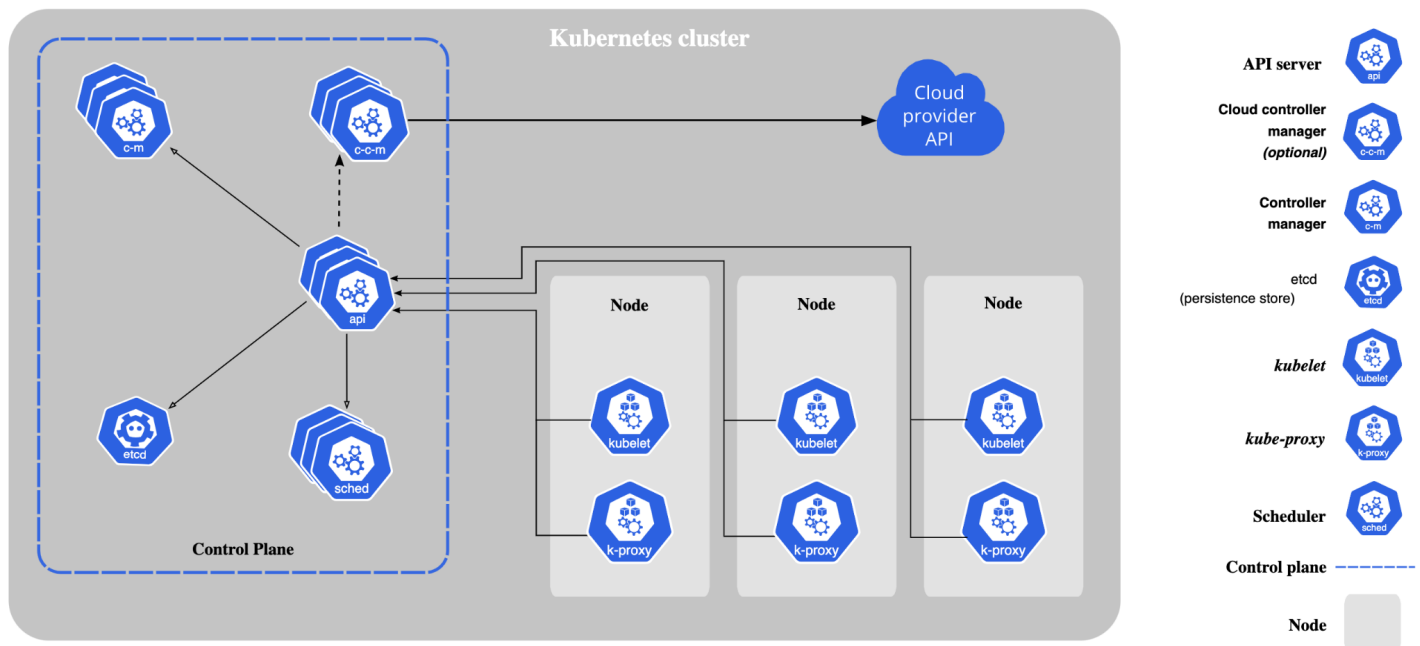 Kubernetes cluster
c-m
c-c-m
Cloud
provider
API
api
etcd
sched
Control Plane
Node
Node
Node
kubelet
kubelet
kubelet
k-proxy
k-proxy
k-proxy
API server
api
Cloud controller
manager
(optional)
c-c-m
Controller
manager
c-m
etcd
(persistence store)
etcd
kubelet
kubelet
kube-proxy
k-proxy
Scheduler
sched
Control plane
Node